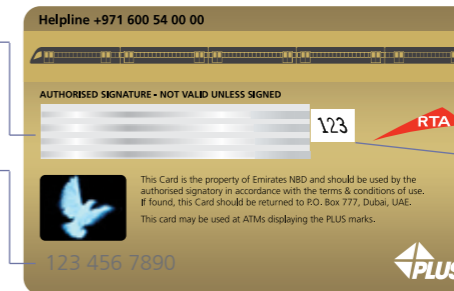 Helpline +971 600 54 00 00
AUTHORISED SIGNATURE - NOT VALID UNLESS SIGNED
123
RTA
This Card is the property of Emirates NBD and should be used by the
authorised signatory in accordance with the terms & conditions of use.
If found, this Card should be returned to P.O. Box 777, Dubai, UAE.
This card may be used at ATMs displaying the PLUS marks.
123 456 7890
PLUS